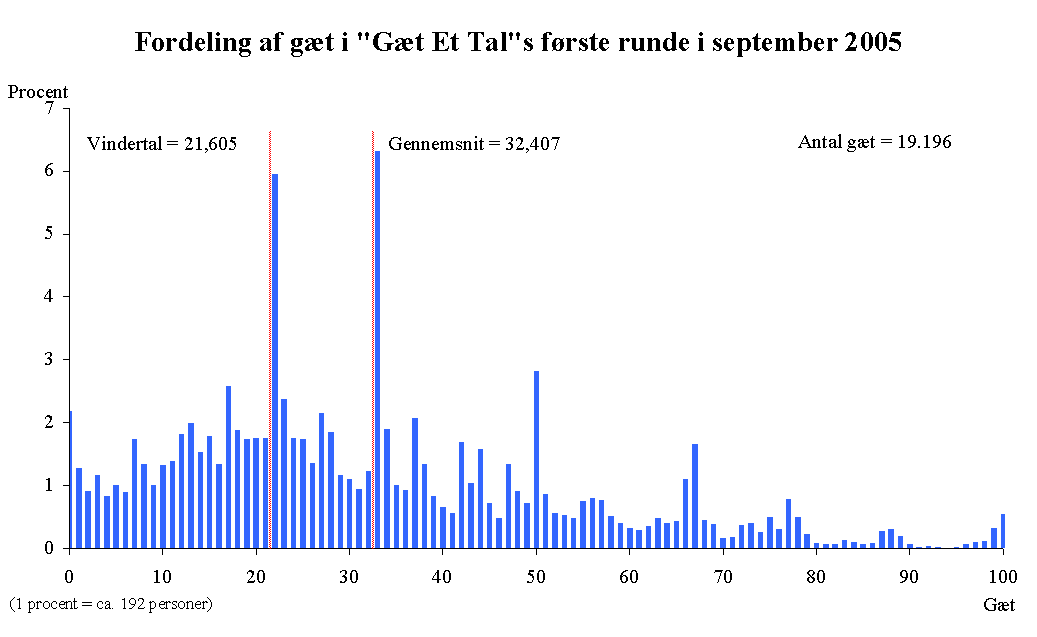 Fordeling af gæt i "Gæt Et Tal"s første runde i september 2005
Procent
Vindertal = 21,605
Gennemsnit = 32,407
Antal gæt = 19.196
7
6
5
4
3
2
1
0
0 10 20 30 40 50 60 70 80 90 100
(1 procent = ca. 192 personer)
Gæt